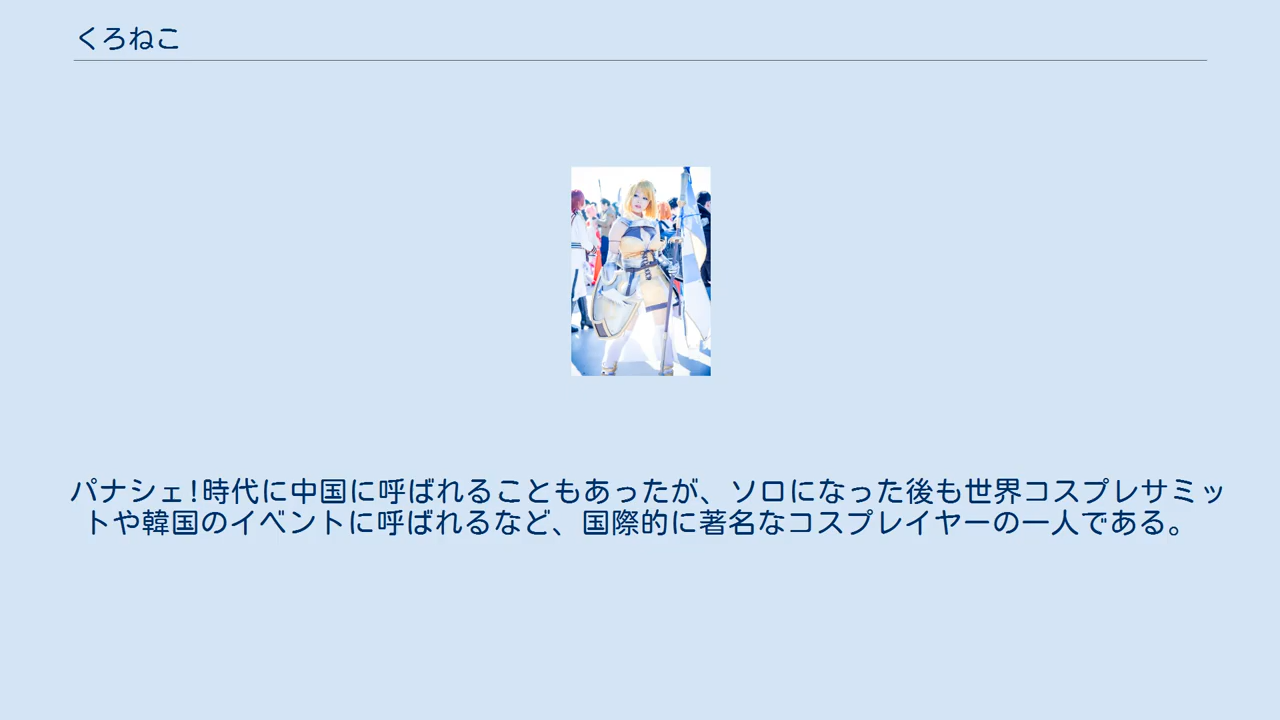 くろねこ
パナシェ!時代に中国に呼ばれることもあったが、ソロになった後も世界コスプレサミッ
トや韓国のイベントに呼ばれるなど、国際的に著名なコスプレイヤーの一人である。